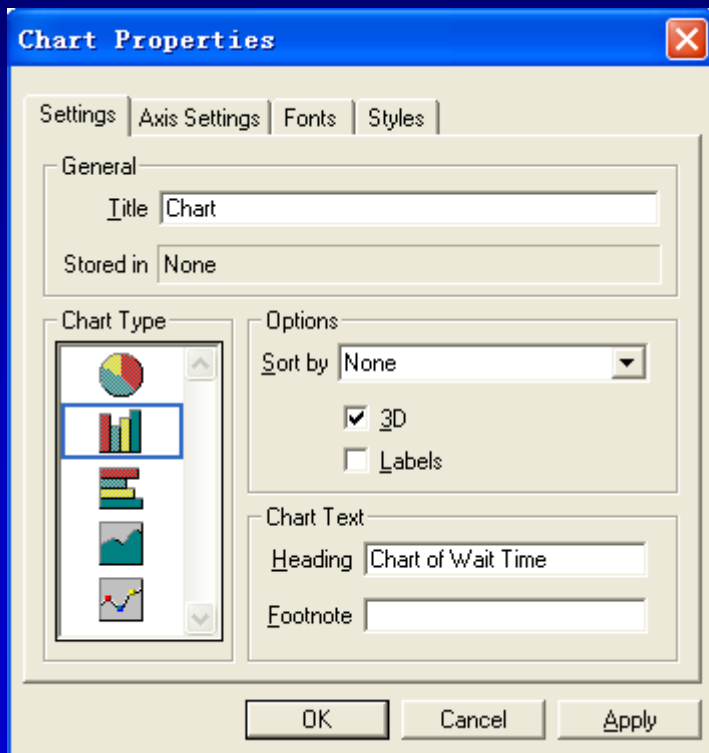 Chart Properties
Settings Axis Settings Fonts Styles
General
Title Chart
Stored in None
Chart Type
Options
Sort by None
3D
Labels
Chart Text
Heading Chart of Wait Time
Footnote
OK Cancel Apply